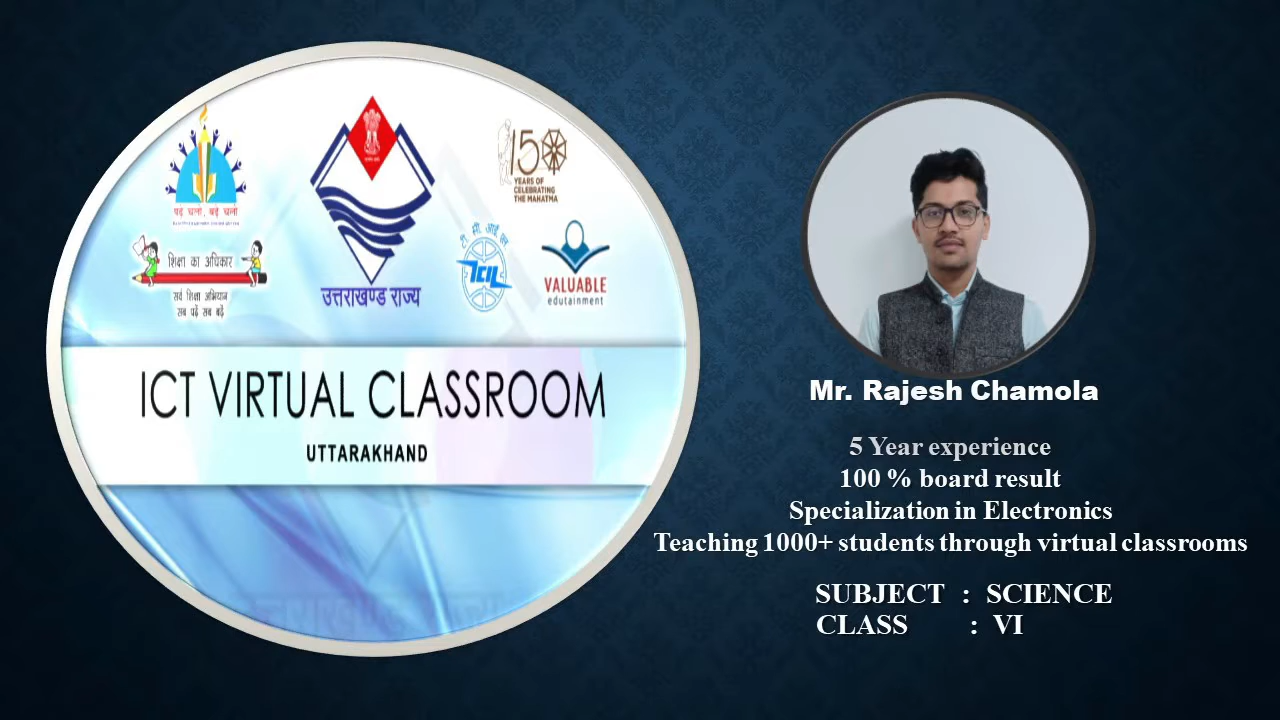 पढ़े चलो, बढ़े चलो
शिक्षा का अधिकार
सर्व शिक्षा अभियान
सब पढ़ें सब बढ़ें
उत्तराखण्ड राज्य
150
YEARS OF
CELEBRATING
THE MAHATMA
टी सी आई एल
TCIL
VALUABLE
edutainment
ICT VIRTUAL CLASSROOM
UTTARAKHAND
Mr. Rajesh Chamola
5 Year experience
100 % board result
Specialization in Electronics
Teaching 1000+ students through virtual classrooms
SUBJECT : SCIENCE
CLASS : VI